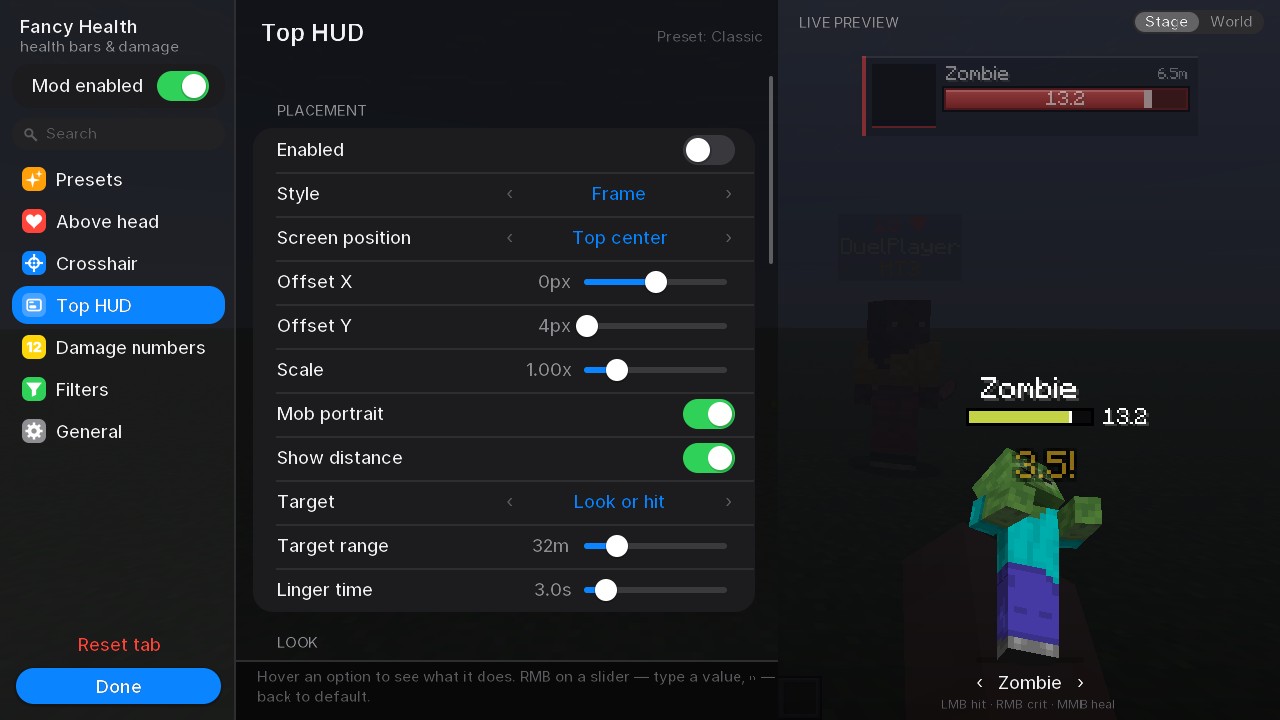 Fancy Health
health bars & damage
Mod enabled
Search
Presets
Above head
Crosshair
Top HUD
12
Damage numbers
Filters
General
Reset tab
Done
Top HUD
Preset: Classic
PLACEMENT
Enabled
Style ‹ Frame ›
Screen position ‹ Top center ›
Offset X 0px
Offset Y 4px
Scale 1.00x
Mob portrait
Show distance
Target ‹ Look or hit ›
Target range 32m
Linger time 3.0s
LOOK
Hover an option to see what it does. RMB on a slider — type a value, —
back to default.
LIVE PREVIEW
Stage World
Zombie 6.5m
13.2
DuelPlayer
Zombie
13.2
3.5!
‹ Zombie ›
LMB hit · RMB crit · MMB heal